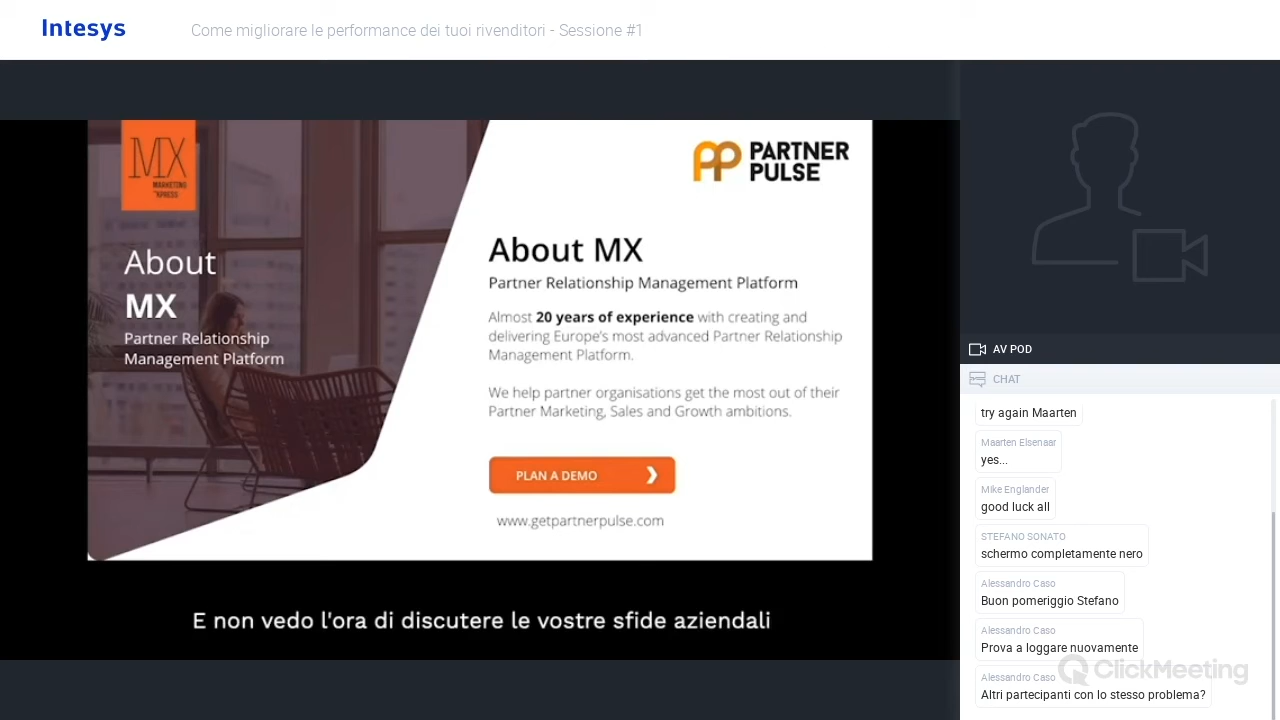 Intesys
Come migliorare le performance dei tuoi rivenditori - Sessione #1
MX
MARKETING
XPRESS
About
MX
Partner Relationship
Management Platform
PARTNER
PULSE
About MX
Partner Relationship Management Platform
Almost 20 years of experience with creating and
delivering Europe's most advanced Partner Relationship
Management Platform.
We help partner organisations get the most out of their
Partner Marketing, Sales and Growth ambitions.
PLAN A DEMO
www.getpartnerpulse.com
E non vedo l'ora di discutere le vostre sfide aziendali
AV POD
CHAT
try again Maarten
Maarten Elsenaar
yes...
Mike Englander
good luck all
STEFANO SONATO
schermo completamente nero
Alessandro Caso
Buon pomeriggio Stefano
Alessandro Caso
Prova a loggare nuovamente
Alessandro Caso
Altri partecipanti con lo stesso problema?
ClickMeeting